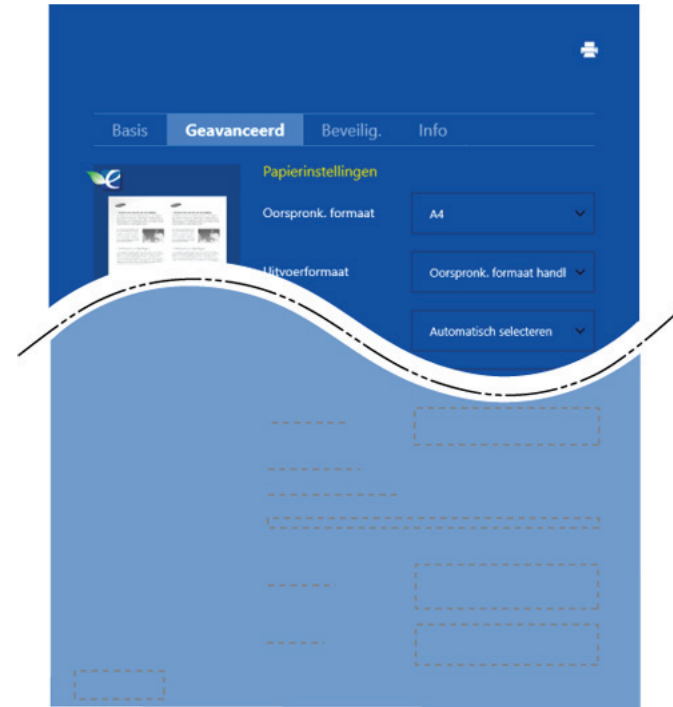 Basis Geavanceerd Beveilig. Info
Papierinstellingen
Oorspronk. formaat A4
Uitvoerformaat Oorspronk. formaat handl
Automatisch selecteren